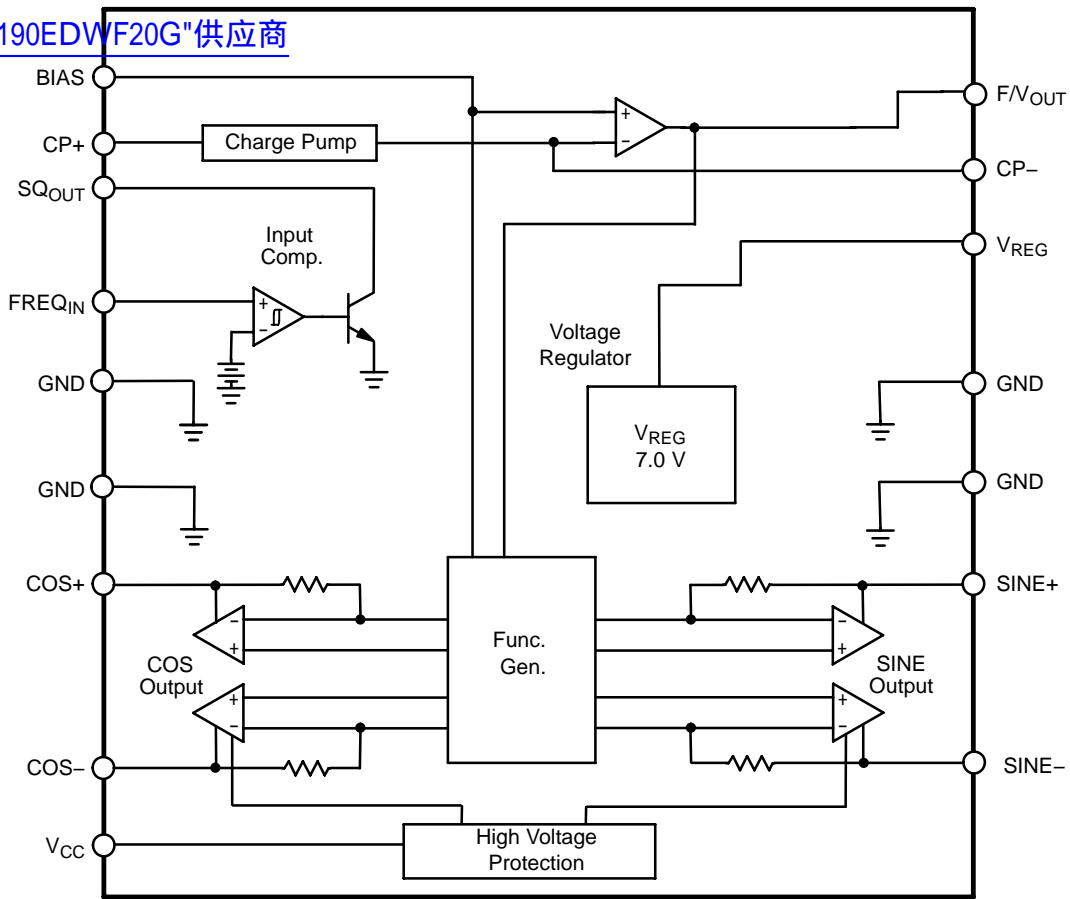 190EDWF20G"供应商
BIAS
F/VOUT
CP+
Charge Pump
+
−
CP−
SQOUT
Input
Comp.
VREG
FREQIN
+
−
Voltage
Regulator
GND
GND
VREG
7.0 V
GND
GND
COS+
SINE+
−
+
−
+
Func.
Gen.
COS
Output
SINE
Output
+
−
+
−
COS−
SINE−
VCC
High Voltage
Protection